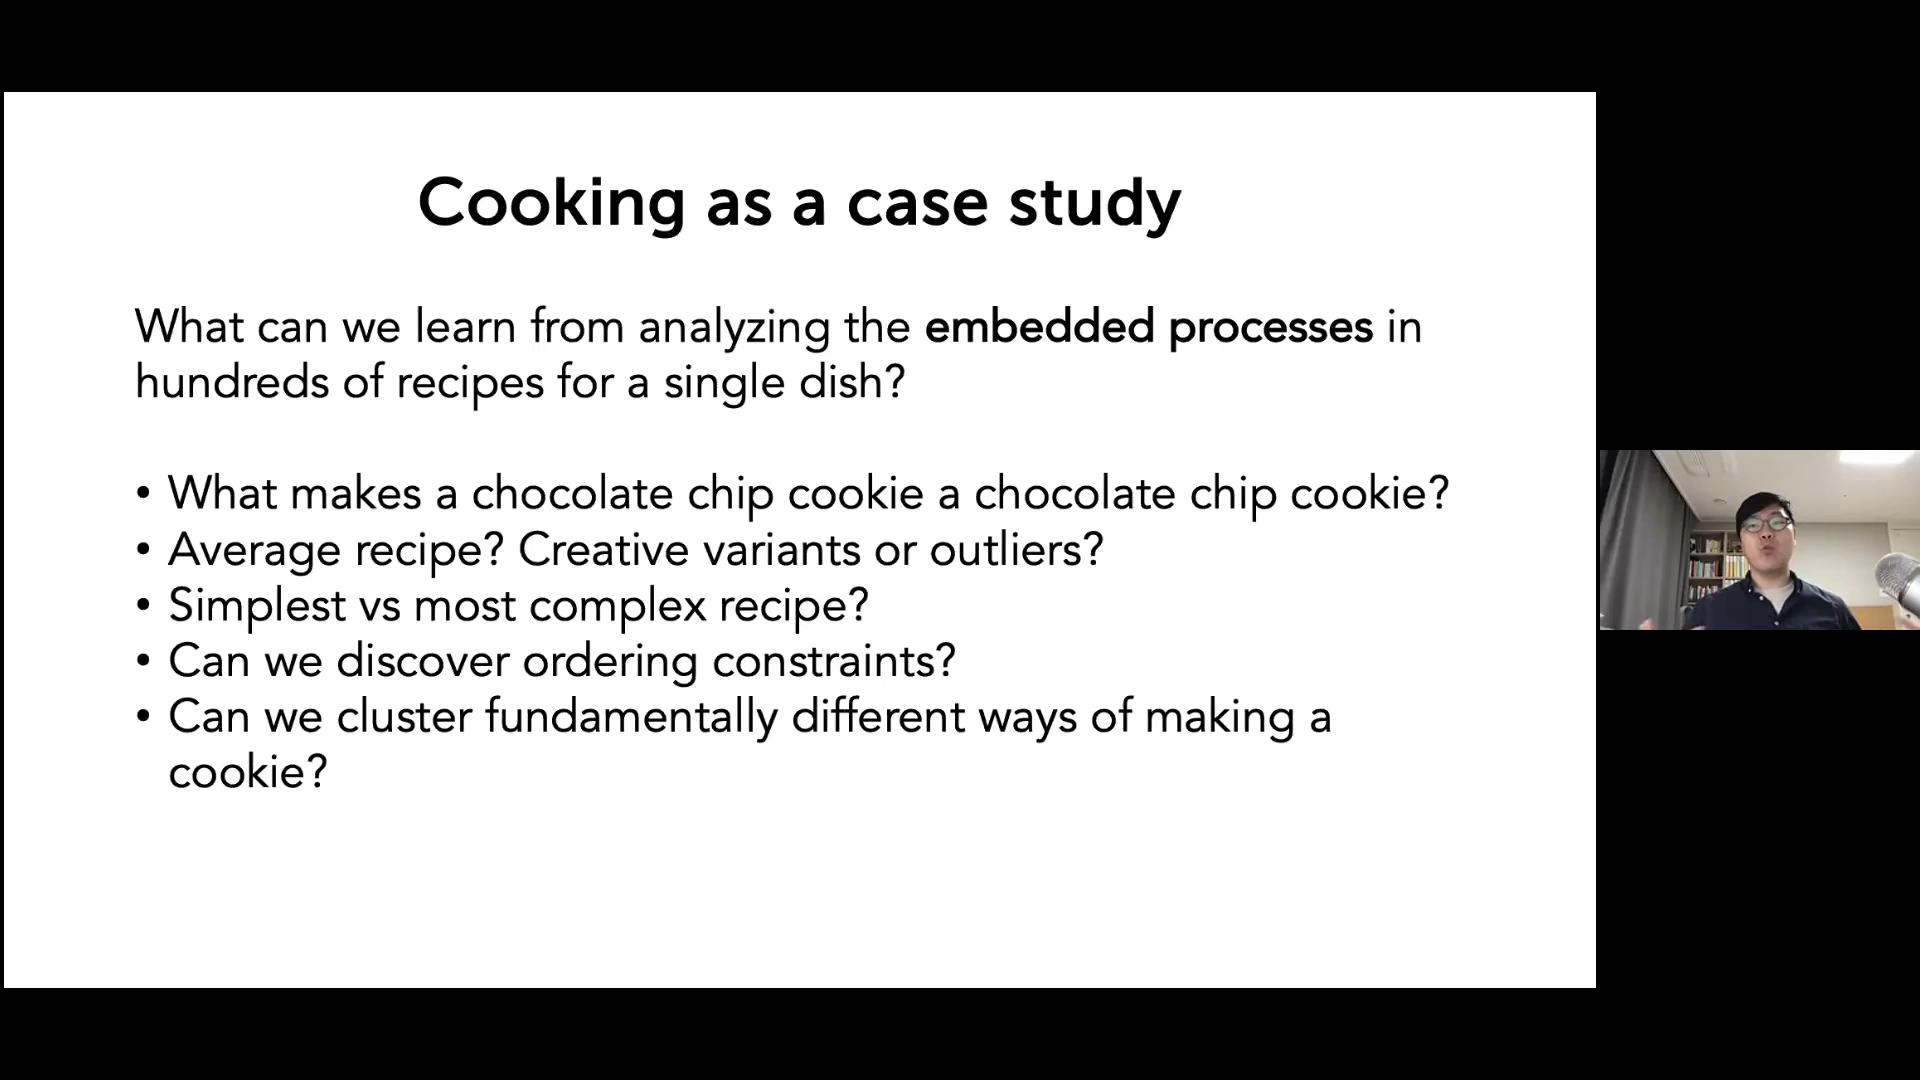 Cooking as a case study
What can we learn from analyzing the embedded processes in
hundreds of recipes for a single dish?
• What makes a chocolate chip cookie a chocolate chip cookie?
• Average recipe? Creative variants or outliers?
• Simplest vs most complex recipe?
• Can we discover ordering constraints?
• Can we cluster fundamentally different ways of making a
cookie?